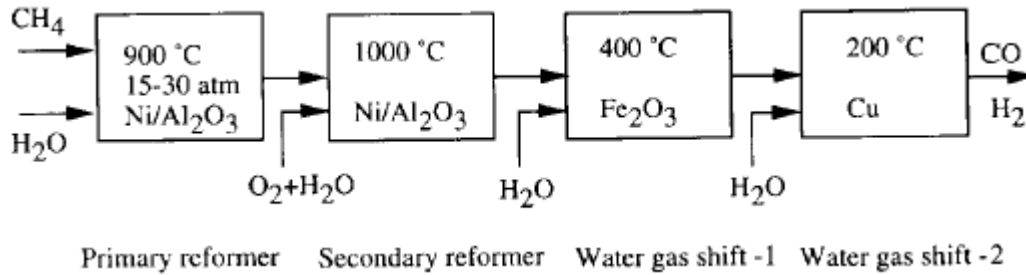 CH₄
H₂O
900 °C
15-30 atm
Ni/Al₂O₃
1000 °C
Ni/Al₂O₃
O₂+H₂O
400 °C
Fe₂O₃
H₂O
200 °C
Cu
H₂O
CO
H₂
Primary reformer
Secondary reformer
Water gas shift -1
Water gas shift -2